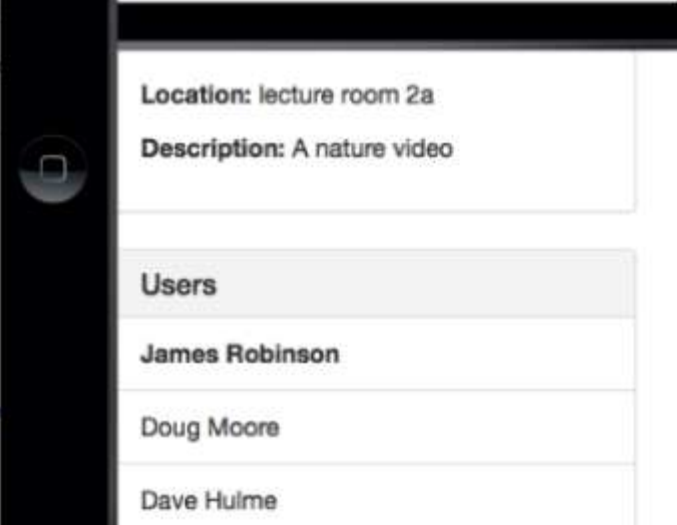 Location: lecture room 2a
Description: A nature video
Users
James Robinson
Doug Moore
Dave Hulme